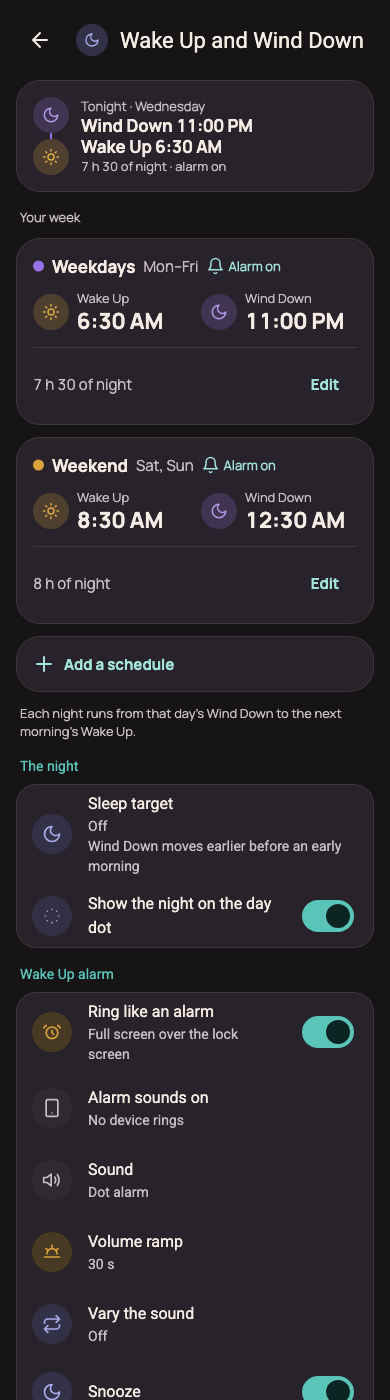 Wake Up and Wind Down
Tonight · Wednesday
Wind Down 11:00 PM
Wake Up 6:30 AM
7 h 30 of night · alarm on
Your week
Weekdays Mon–Fri Alarm on
Wake Up
6:30 AM
Wind Down
11:00 PM
7 h 30 of night
Edit
Weekend Sat, Sun Alarm on
Wake Up
8:30 AM
Wind Down
12:30 AM
8 h of night
Edit
Add a schedule
Each night runs from that day's Wind Down to the next
morning's Wake Up.
The night
Sleep target
Off
Wind Down moves earlier before an early
morning
Show the night on the day
dot
Wake Up alarm
Ring like an alarm
Full screen over the lock
screen
Alarm sounds on
No device rings
Sound
Dot alarm
Volume ramp
30 s
Vary the sound
Off
Snooze